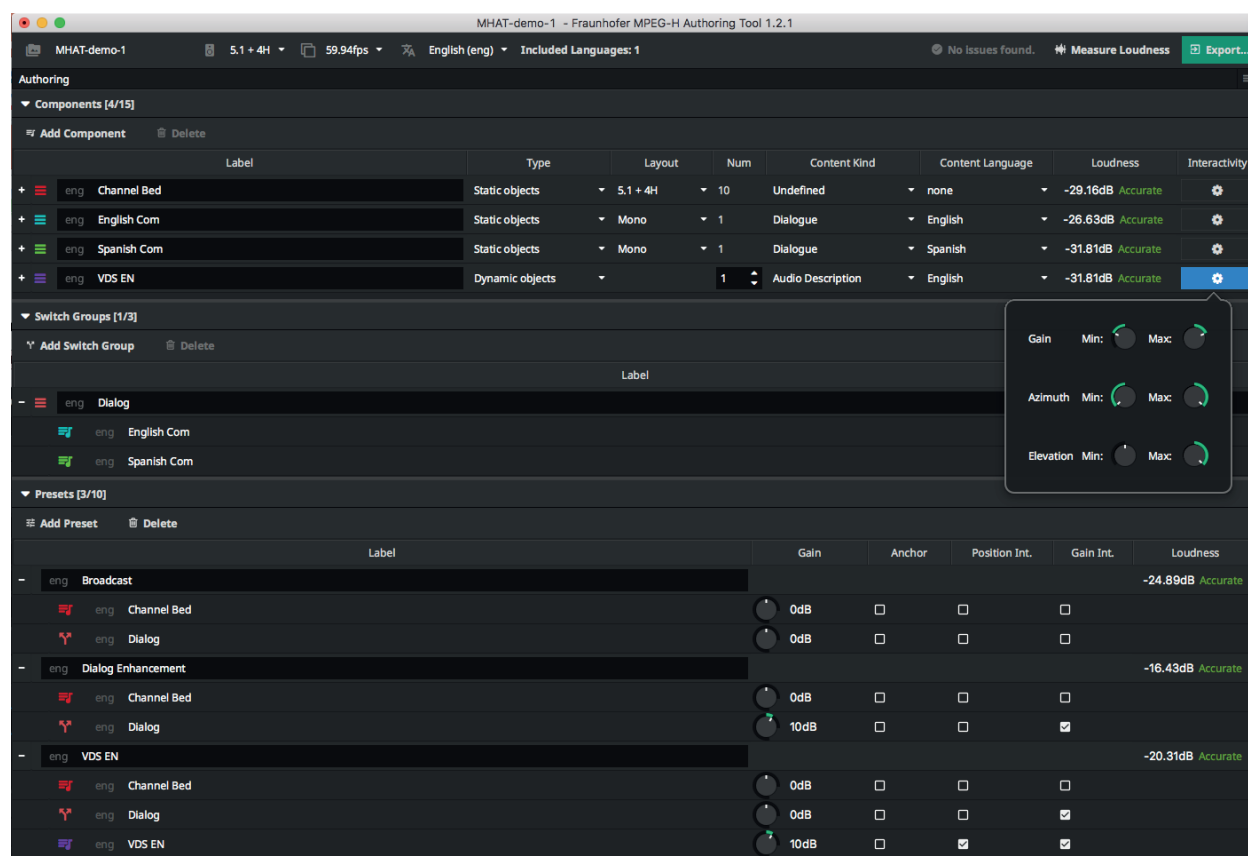 MHAT-demo-1 - Fraunhofer MPEG-H Authoring Tool 1.2.1
MHAT-demo-1 5.1 + 4H 59.94fps English (eng) Included Languages: 1 No issues found. Measure Loudness Export...
Authoring
Components [4/15]
Add Component Delete
Label Type Layout Num Content Kind Content Language Loudness Interactivity
+ eng Channel Bed Static objects 5.1 + 4H 10 Undefined none -29.16dB Accurate
+ eng English Com Static objects Mono 1 Dialogue English -26.63dB Accurate
+ eng Spanish Com Static objects Mono 1 Dialogue Spanish -31.81dB Accurate
+ eng VDS EN Dynamic objects 1 Audio Description English -31.81dB Accurate
Switch Groups [1/3]
Add Switch Group Delete
Label
- eng Dialog
eng English Com
eng Spanish Com
Gain Min: Max:
Azimuth Min: Max:
Elevation Min: Max:
Presets [3/10]
Add Preset Delete
Label Gain Anchor Position Int. Gain Int. Loudness
- eng Broadcast -24.89dB Accurate
eng Channel Bed 0dB
eng Dialog 0dB
- eng Dialog Enhancement -16.43dB Accurate
eng Channel Bed 0dB
eng Dialog 10dB
- eng VDS EN -20.31dB Accurate
eng Channel Bed 0dB
eng Dialog 0dB
eng VDS EN 10dB